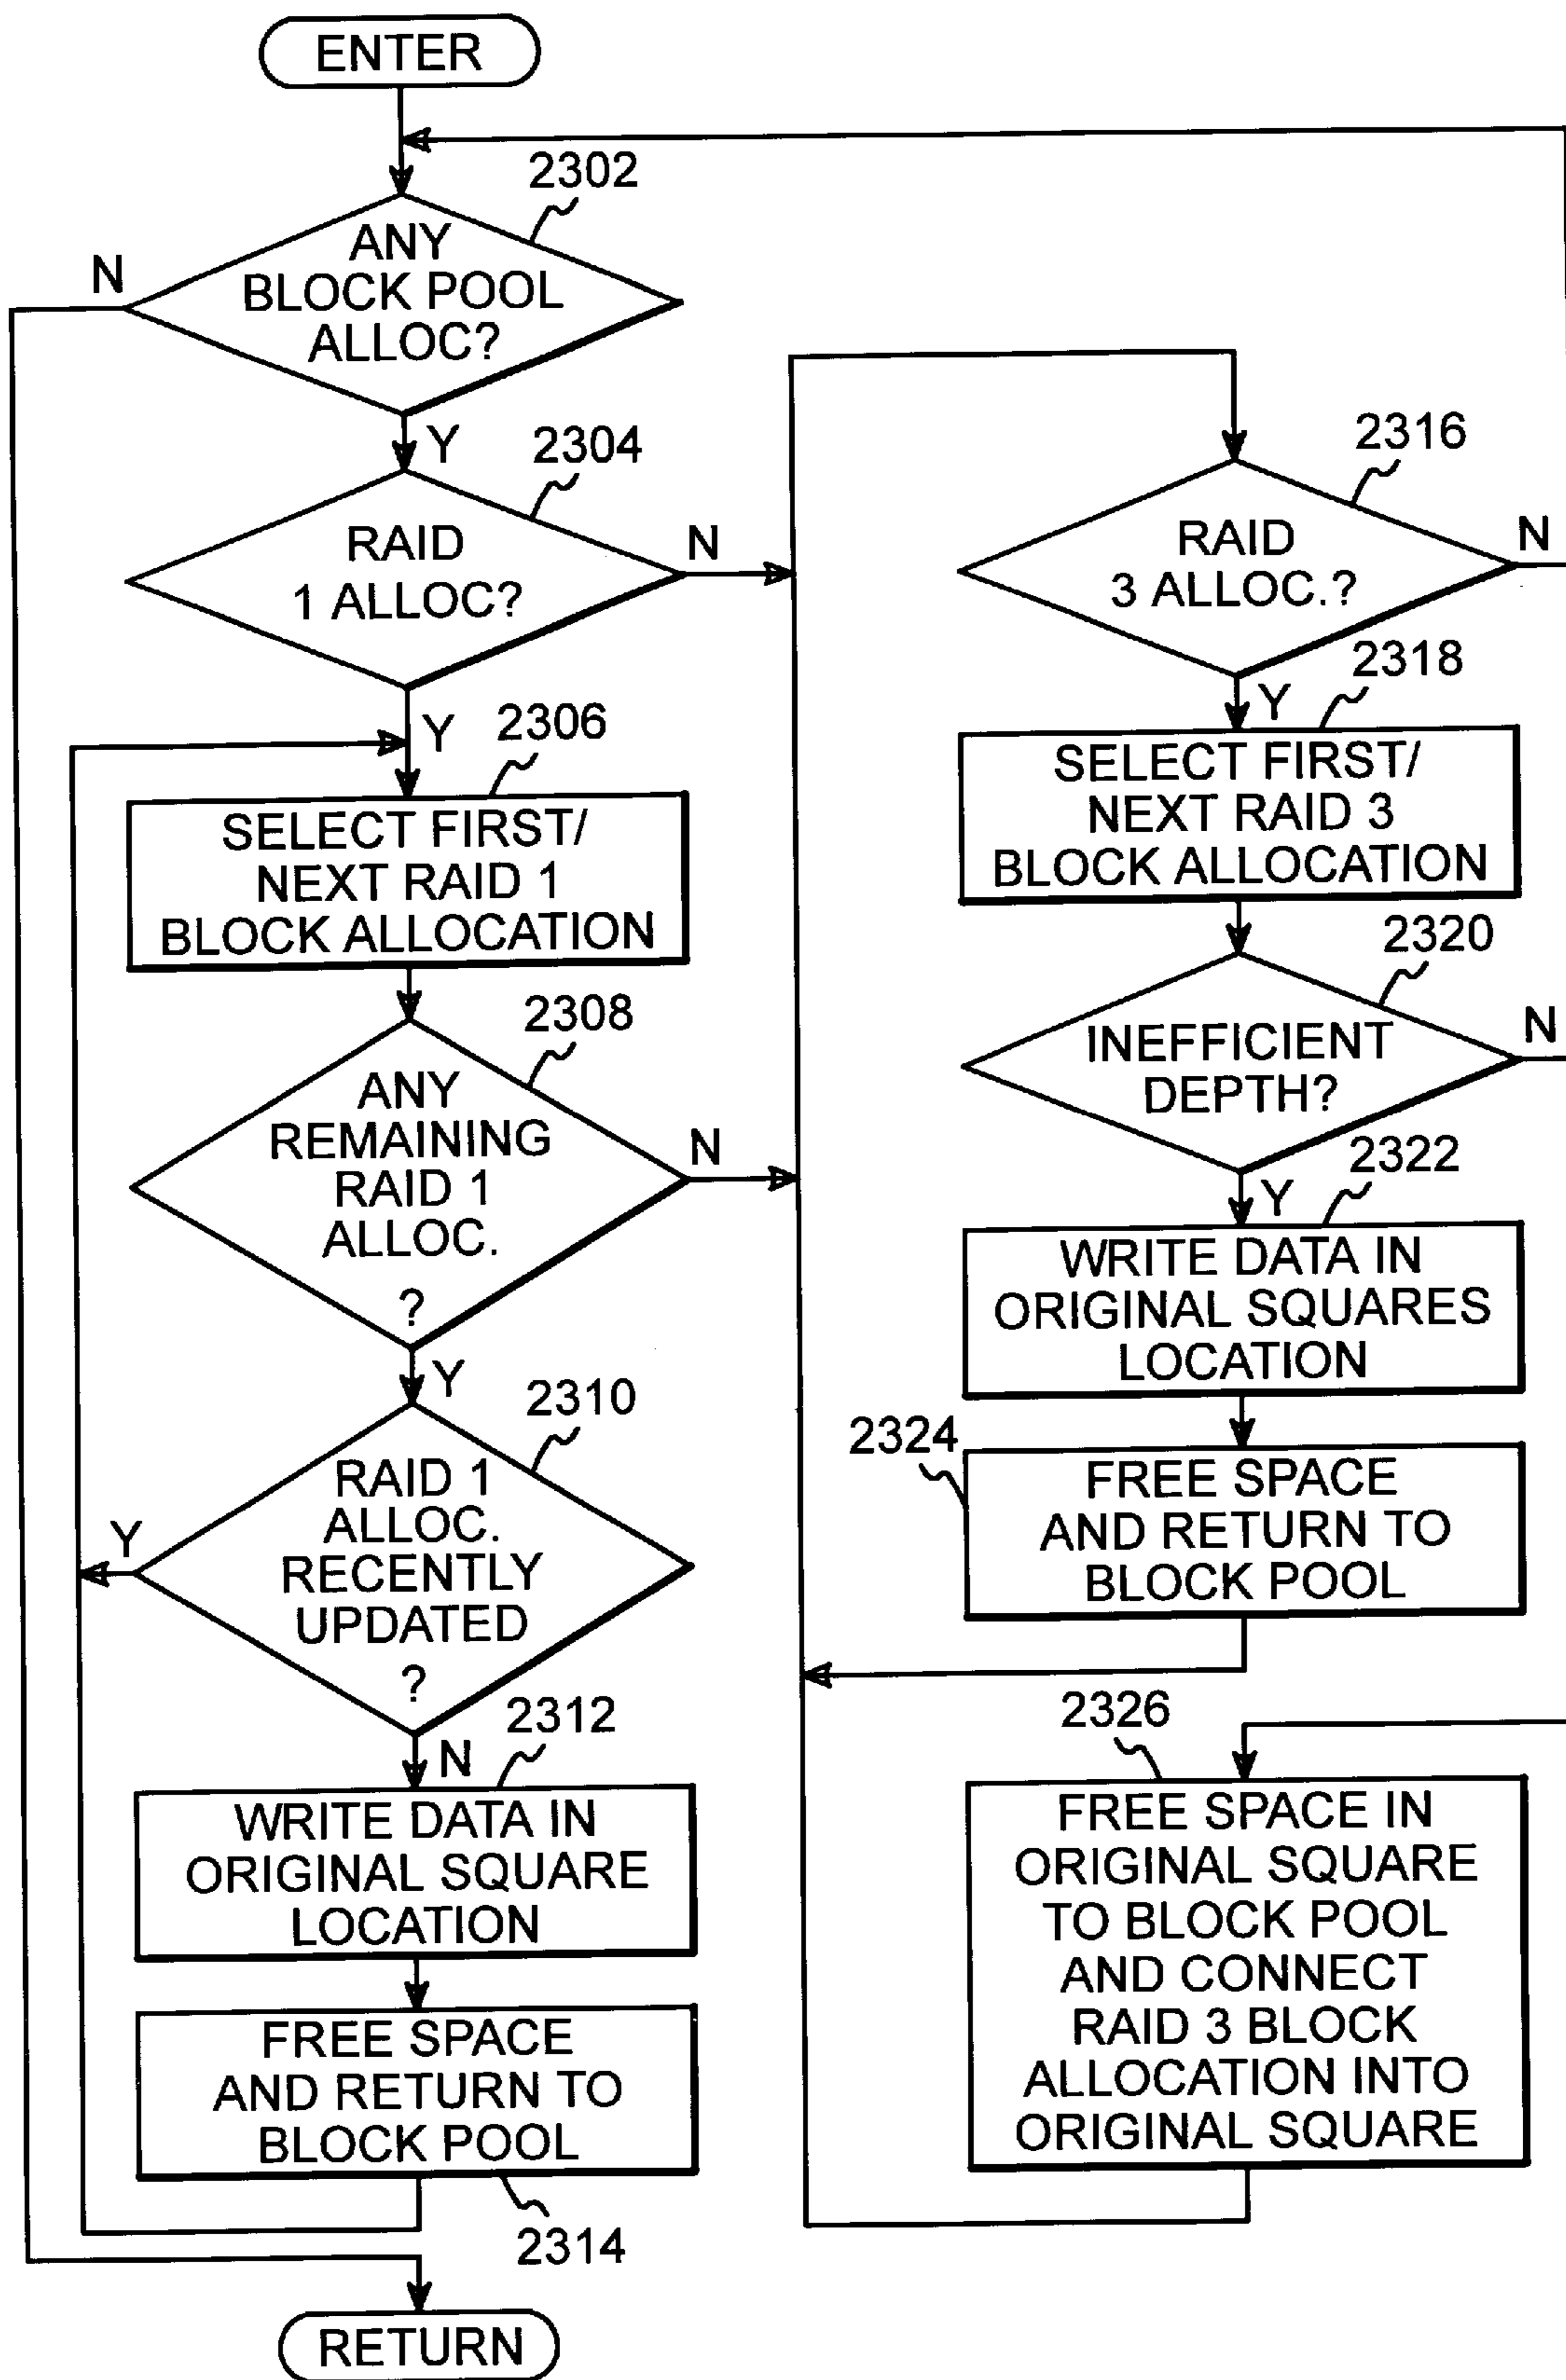 ENTER
2302
ANY
BLOCK POOL
ALLOC?
N
Y
2304
RAID
1 ALLOC?
N
Y
2306
SELECT FIRST/
NEXT RAID 1
BLOCK ALLOCATION
2308
ANY
REMAINING
RAID 1
ALLOC.
?
N
Y
2310
RAID 1
ALLOC.
RECENTLY
UPDATED
?
Y
N
2312
WRITE DATA IN
ORIGINAL SQUARE
LOCATION
FREE SPACE
AND RETURN TO
BLOCK POOL
2314
RETURN
2316
RAID
3 ALLOC.?
N
Y
2318
SELECT FIRST/
NEXT RAID 3
BLOCK ALLOCATION
2320
INEFFICIENT
DEPTH?
N
Y
2322
WRITE DATA IN
ORIGINAL SQUARES
LOCATION
2324
FREE SPACE
AND RETURN TO
BLOCK POOL
2326
FREE SPACE IN
ORIGINAL SQUARE
TO BLOCK POOL
AND CONNECT
RAID 3 BLOCK
ALLOCATION INTO
ORIGINAL SQUARE